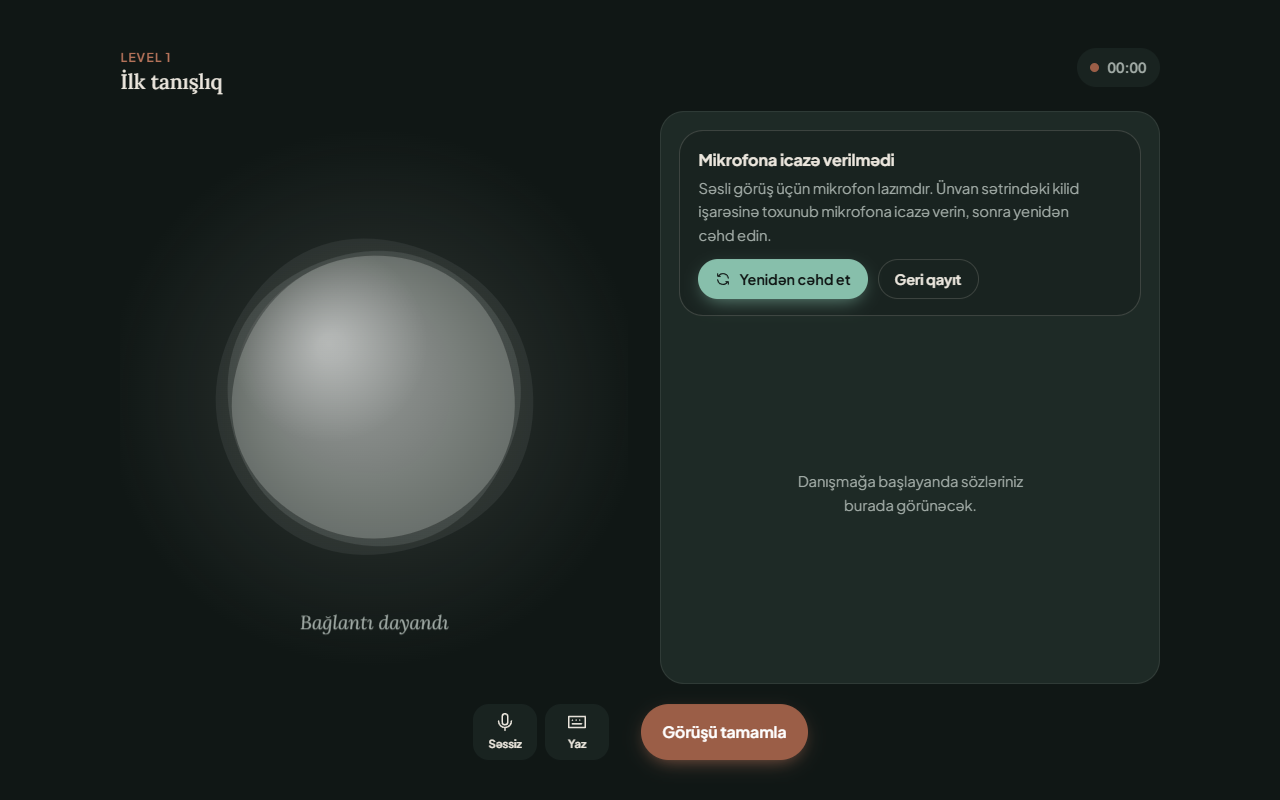 LEVEL 1
İlk tanışlıq
00:00
Mikrofona icazə verilmədi
Səsli görüş üçün mikrofon lazımdır. Ünvan sətrindəki kilid
işarəsinə toxunub mikrofona icazə verin, sonra yenidən
cəhd edin.
Yenidən cəhd et
Geri qayıt
Danışmağa başlayanda sözləriniz
burada görünəcək.
Bağlantı dayandı
Səssiz
Yaz
Görüşü tamamla